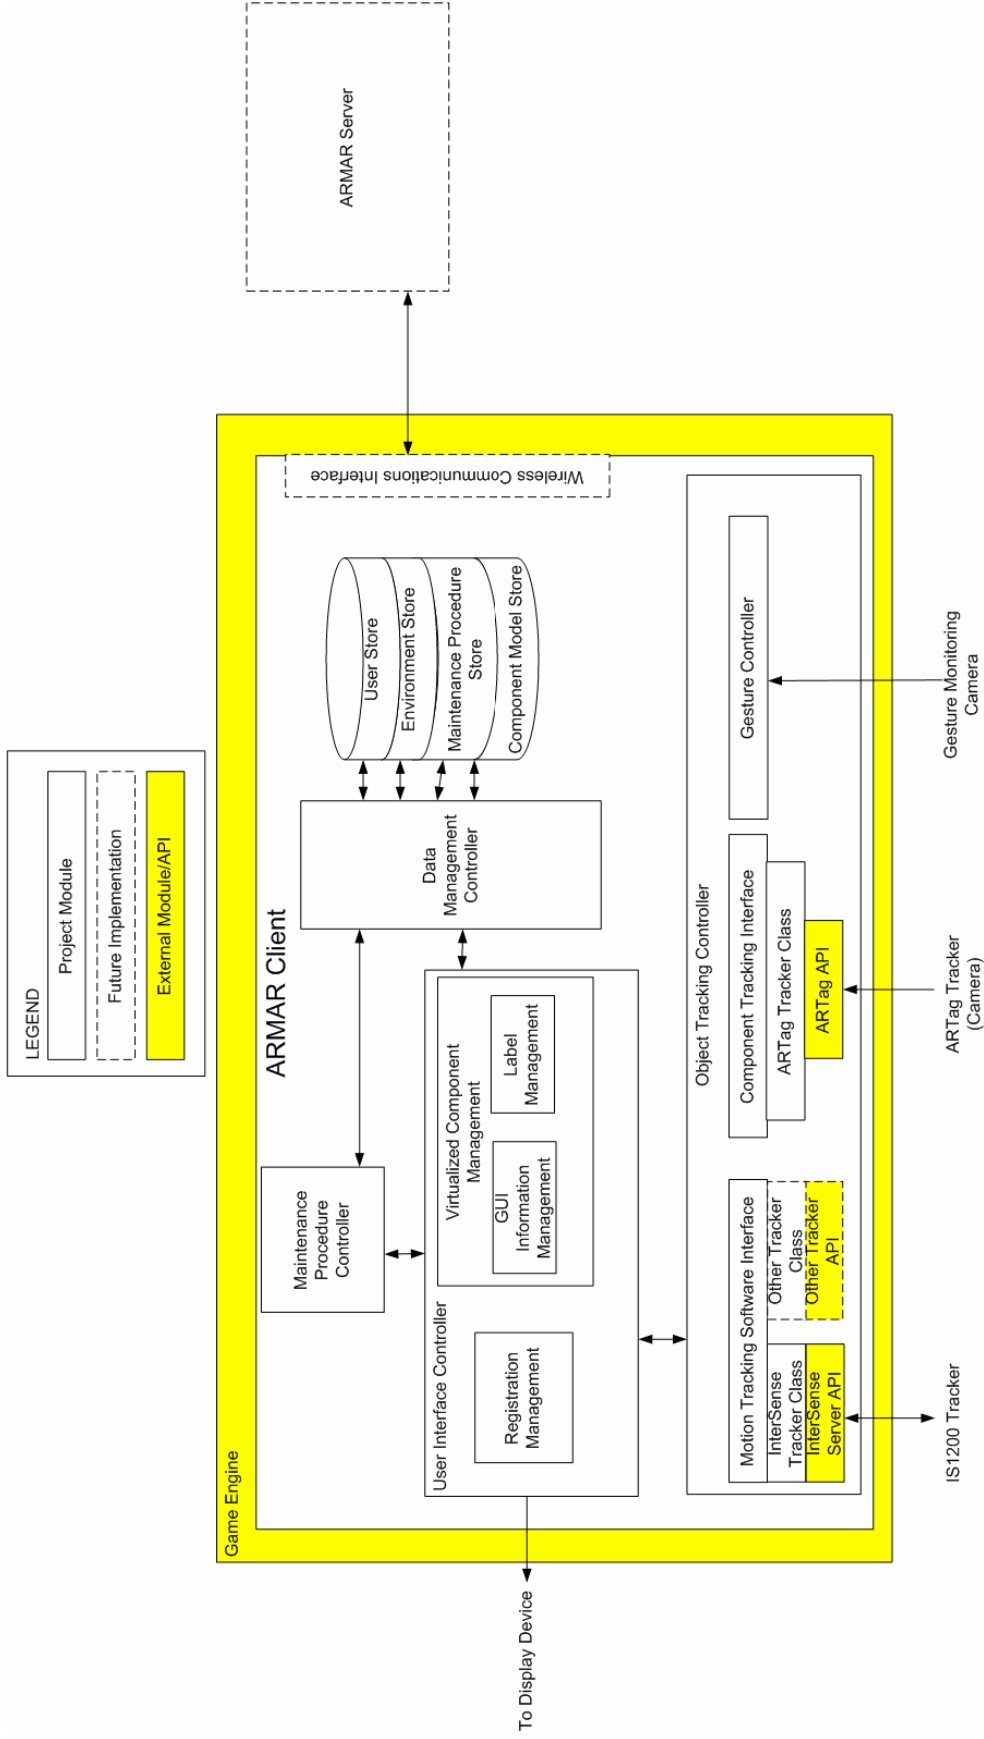 LEGEND
Project Module
Future Implementation
External Module/API
ARMAR Server
Game Engine
ARMAR Client
Wireless Communications Interface
Maintenance
Procedure
Controller
Data
Management
Controller
User Store
Environment Store
Maintenance Procedure
Store
Component Model Store
User Interface Controller
Registration
Management
Virtualized Component
Management
GUI
Information
Management
Label
Management
To Display Device
Object Tracking Controller
Motion Tracking Software Interface
InterSense
Tracker Class
InterSense
Server API
Other Tracker
Class
Other Tracker
API
Component Tracking Interface
ARTag Tracker Class
ARTag API
Gesture Controller
IS1200 Tracker
ARTag Tracker
(Camera)
Gesture Monitoring
Camera